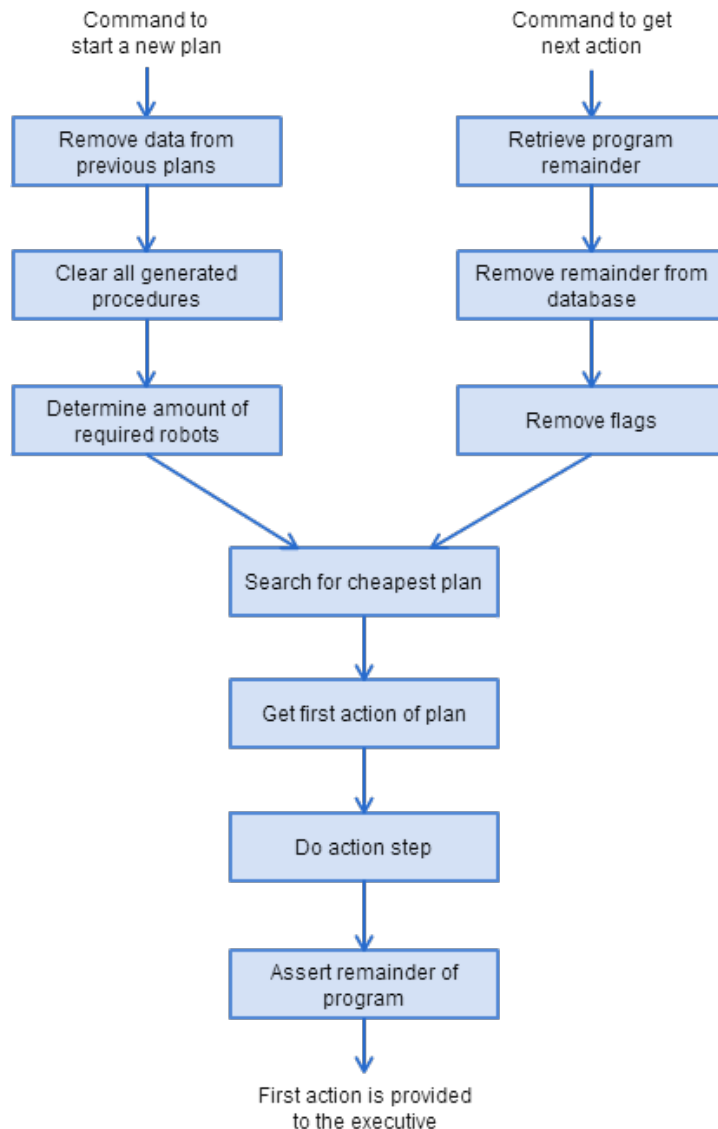 Command to
start a new plan
Command to get
next action
Remove data from
previous plans
Retrieve program
remainder
Clear all generated
procedures
Remove remainder from
database
Determine amount of
required robots
Remove flags
Search for cheapest plan
Get first action of plan
Do action step
Assert remainder of
program
First action is provided
to the executive